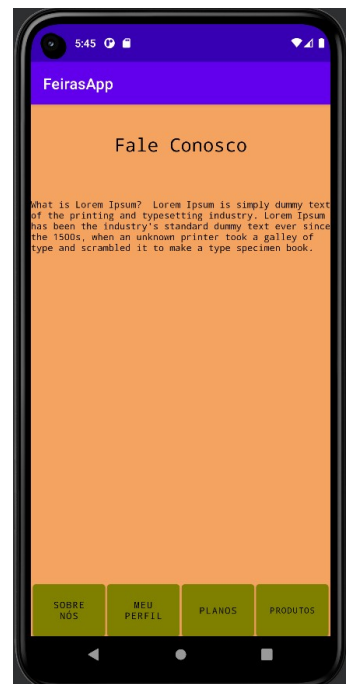 5:45
FeirasApp
Fale Conosco
What is Lorem Ipsum?  Lorem Ipsum is simply dummy text
of the printing and typesetting industry. Lorem Ipsum
has been the industry's standard dummy text ever since
the 1500s, when an unknown printer took a galley of
type and scrambled it to make a type specimen book.
SOBRE
NÓS
MEU
PERFIL
PLANOS
PRODUTOS